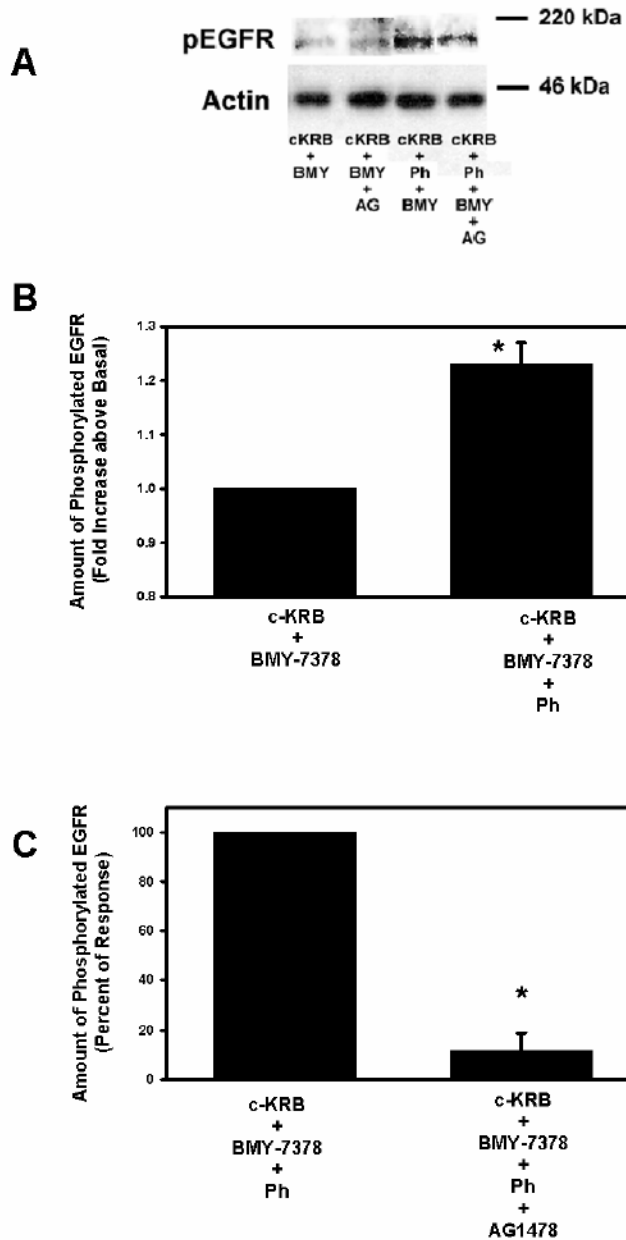 A
pEGFR
220 kDa
Actin
46 kDa
cKRB cKRB cKRB cKRB
+ + + +
BMY BMY Ph Ph
+ + +
AG BMY BMY
+
AG
B
Amount of Phosphorylated EGFR
(Fold Increase above Basal)
1.3
1.2
1.0
0.9
0.8
*
c-KRB
+
BMY-7378
c-KRB
+
BMY-7378
+
Ph
C
Amount of Phosphorylated EGFR
(Percent of Response)
100
80
60
40
20
0
*
c-KRB
+
BMY-7378
+
Ph
c-KRB
+
BMY-7378
+
Ph
+
AG1478